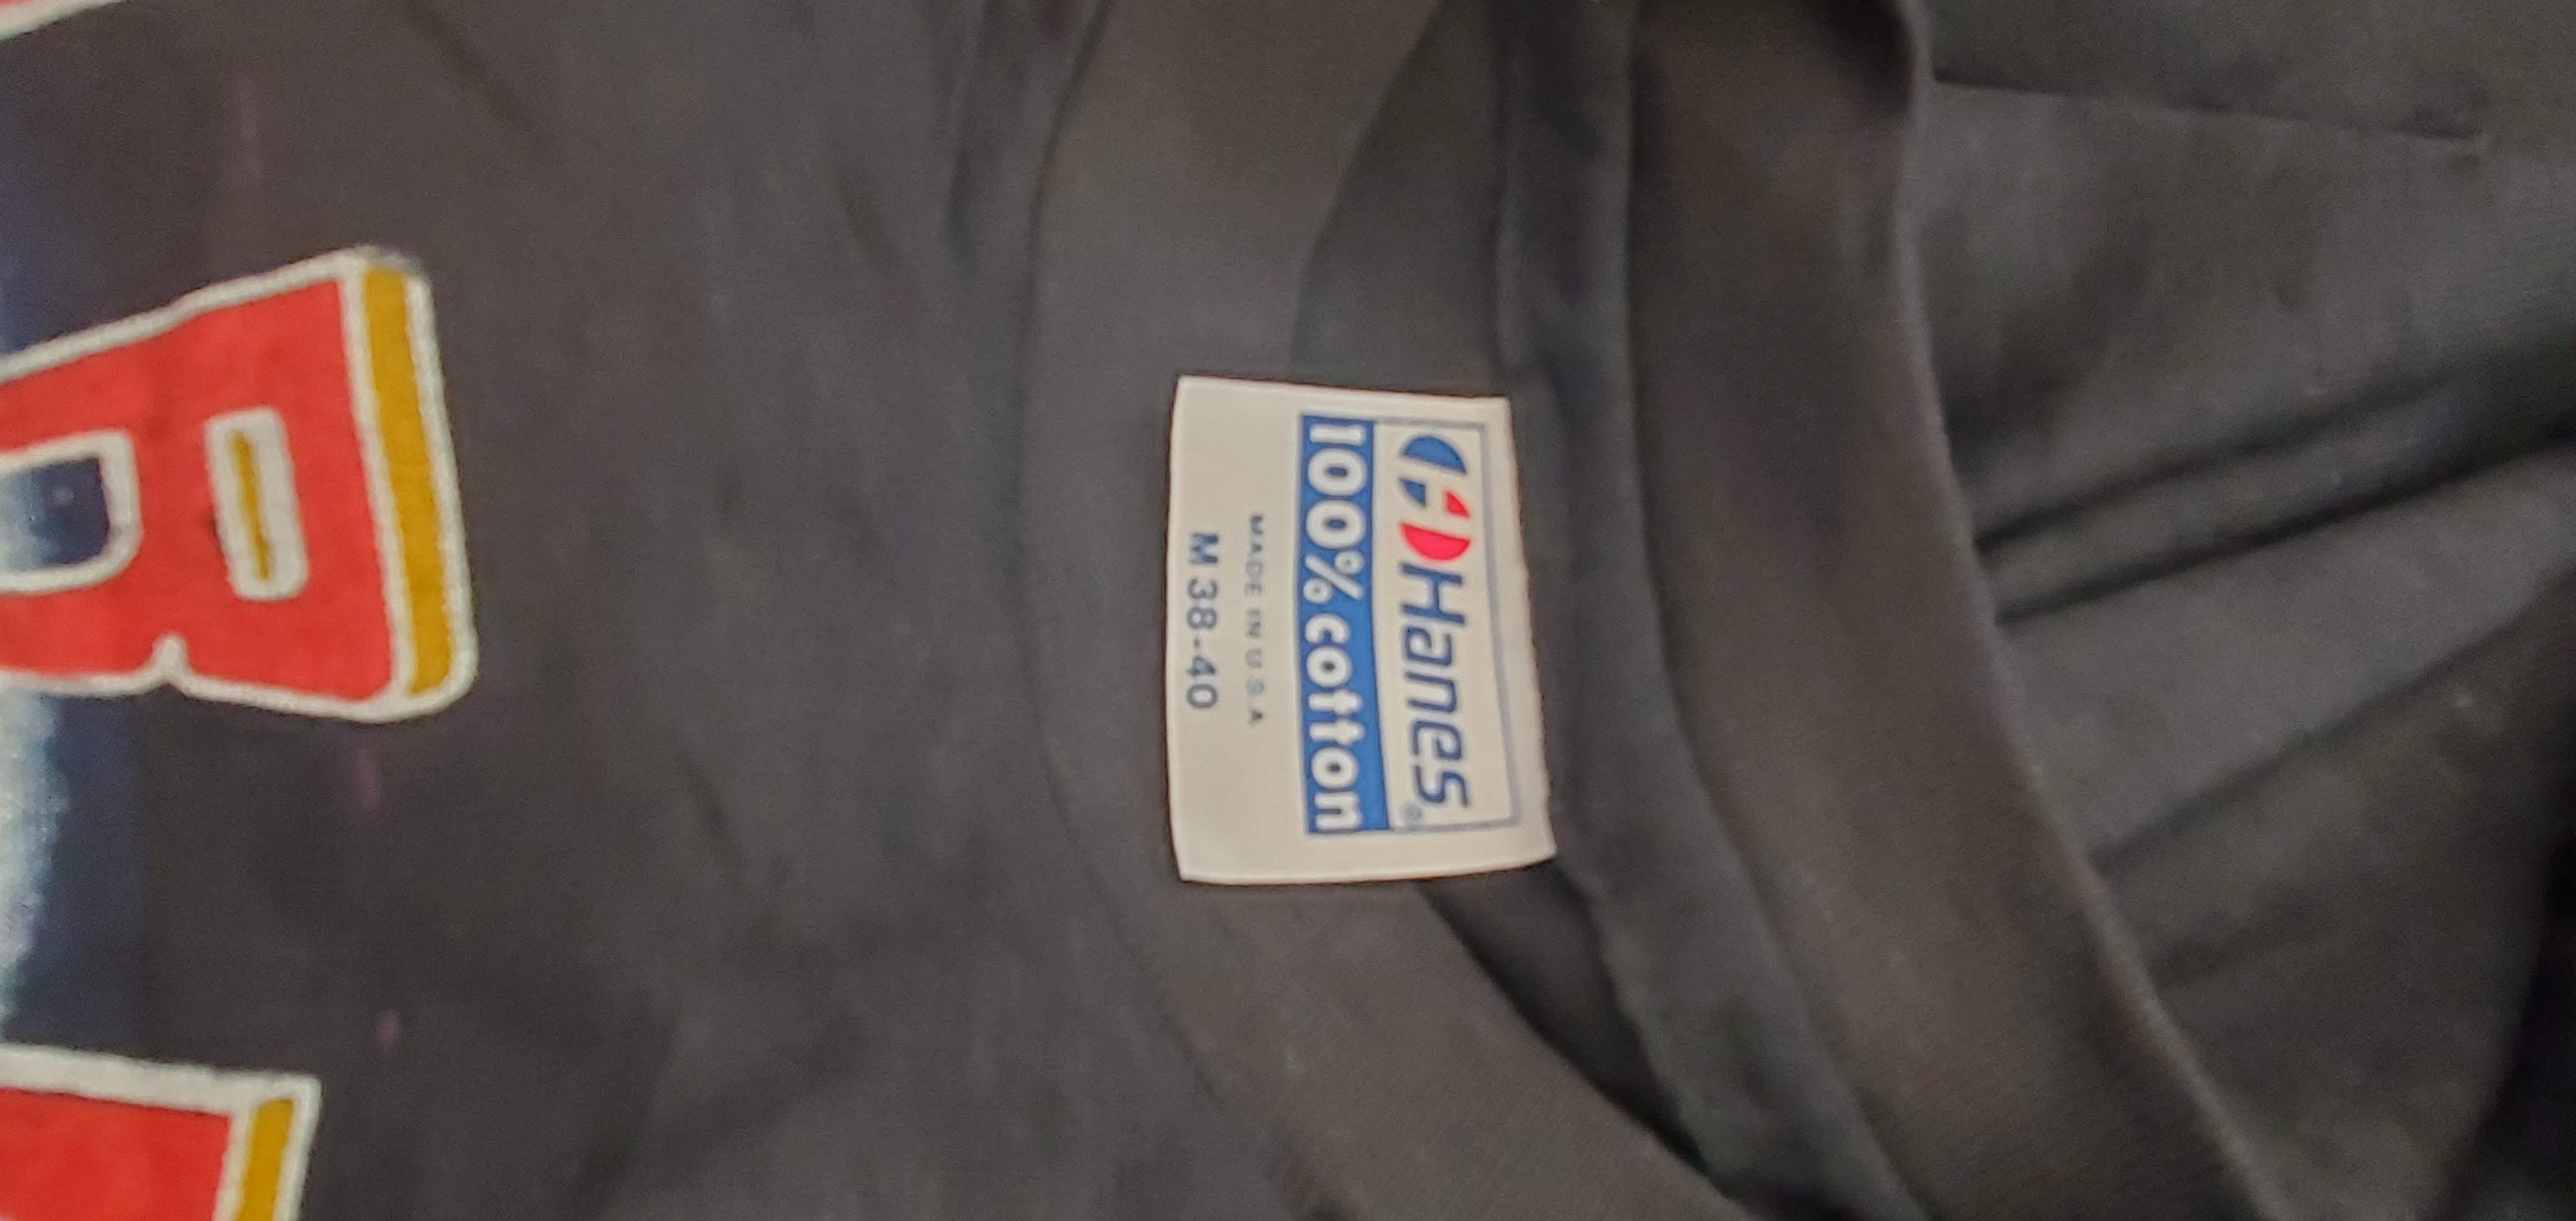 Hanes®
100% cotton
MADE IN U.S.A
M 38-40
R